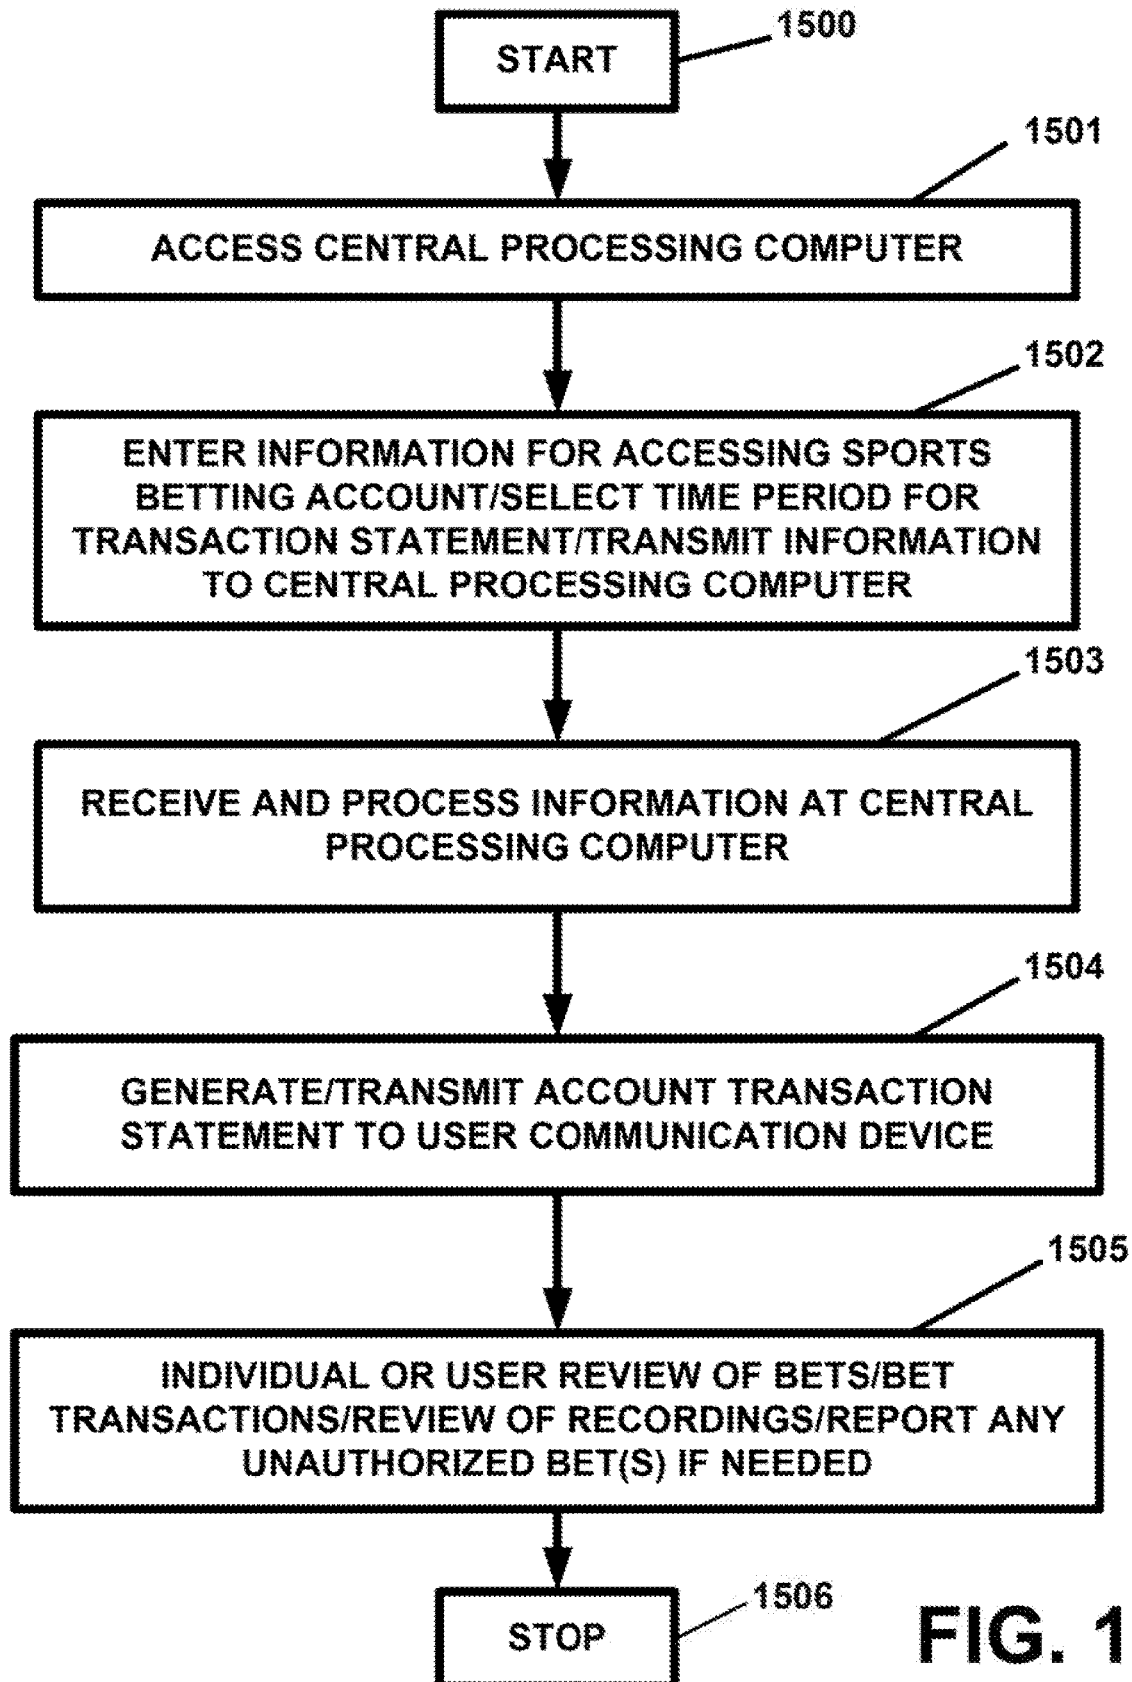 START
1500
1501
ACCESS CENTRAL PROCESSING COMPUTER
1502
ENTER INFORMATION FOR ACCESSING SPORTS
BETTING ACCOUNT/SELECT TIME PERIOD FOR
TRANSACTION STATEMENT/TRANSMIT INFORMATION
TO CENTRAL PROCESSING COMPUTER
1503
RECEIVE AND PROCESS INFORMATION AT CENTRAL
PROCESSING COMPUTER
1504
GENERATE/TRANSMIT ACCOUNT TRANSACTION
STATEMENT TO USER COMMUNICATION DEVICE
1505
INDIVIDUAL OR USER REVIEW OF BETS/BET
TRANSACTIONS/REVIEW OF RECORDINGS/REPORT ANY
UNAUTHORIZED BET(S) IF NEEDED
1506
STOP
FIG. 1